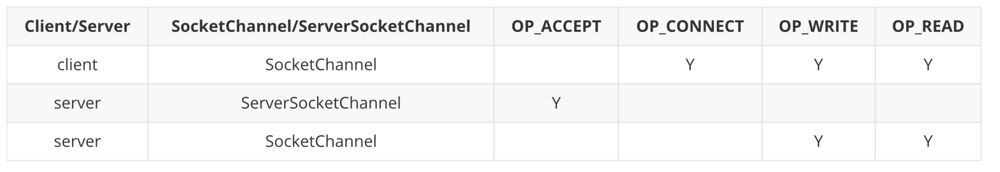 Client/Server SocketChannel/ServerSocketChannel OP_ACCEPT OP_CONNECT OP_WRITE OP_READ
client SocketChannel Y Y Y
server ServerSocketChannel Y
server SocketChannel Y Y